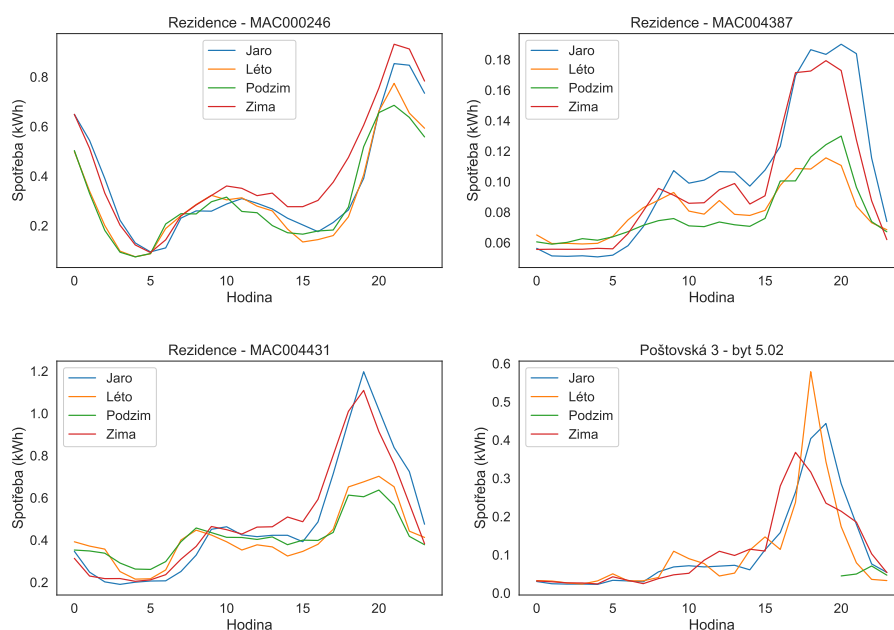 Rezidence - MAC000246
Spotřeba (kWh)
0.8
0.6
0.4
0.2
Jaro
Léto
Podzim
Zima
0 5 10 15 20
Hodina
Rezidence - MAC004387
Spotřeba (kWh)
0.18
0.16
0.14
0.12
0.10
0.08
0.06
Jaro
Léto
Podzim
Zima
0 5 10 15 20
Hodina
Rezidence - MAC004431
Spotřeba (kWh)
1.2
1.0
0.8
0.6
0.4
0.2
Jaro
Léto
Podzim
Zima
0 5 10 15 20
Hodina
Poštovská 3 - byt 5.02
Spotřeba (kWh)
0.6
0.5
0.4
0.3
0.2
0.1
0.0
Jaro
Léto
Podzim
Zima
0 5 10 15 20
Hodina